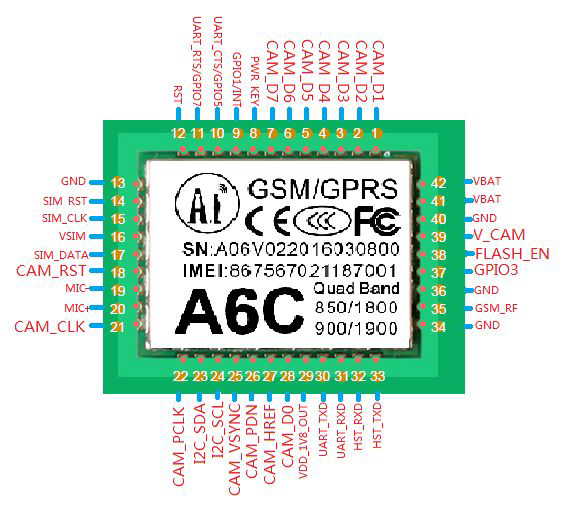 RST
UART_RTS/GPIO7
UART_CTS/GPIO5
GPIO1/INT
PWR KEY
CAM_D7
CAM_D6
CAM_D5
CAM_D4
CAM_D3
CAM_D2
CAM_D1
12 11 10 9 8 7 6 5 4 3 2 1
GND 13
SIM_RST 14
SIM_CLK 15
VSIM 16
SIM_DATA 17
CAM_RST 18
MIC- 19
MIC+ 20
CAM_CLK 21
A.i
GSM/GPRS
CE CCC FC
SN:A06V022016030800
IMEI:867567021187001
A6C
Quad Band
850/1800
900/1900
42 VBAT
41 VBAT
40 GND
39 V_CAM
38 FLASH_EN
37 GPIO3
36 GND
35 GSM_RF
34 GND
22 23 24 25 26 27 28 29 30 31 32 33
CAM_PCLK
I2C_SDA
I2C_SCL
CAM_VSYNC
CAM_PDN
CAM_HREF
CAM_D0
VDD_1V8_OUT
UART_TXD
UART_RXD
HST_RXD
HST_TXD